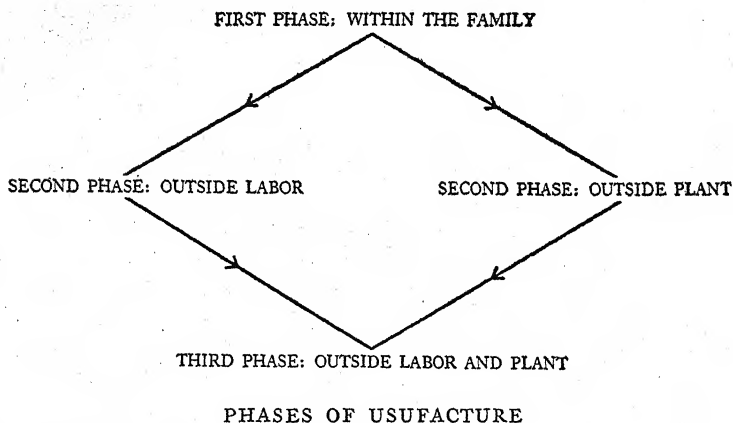 FIRST PHASE: WITHIN THE FAMILY
SECOND PHASE: OUTSIDE LABOR
SECOND PHASE: OUTSIDE PLANT
THIRD PHASE: OUTSIDE LABOR AND PLANT
PHASES OF USUFACTURE